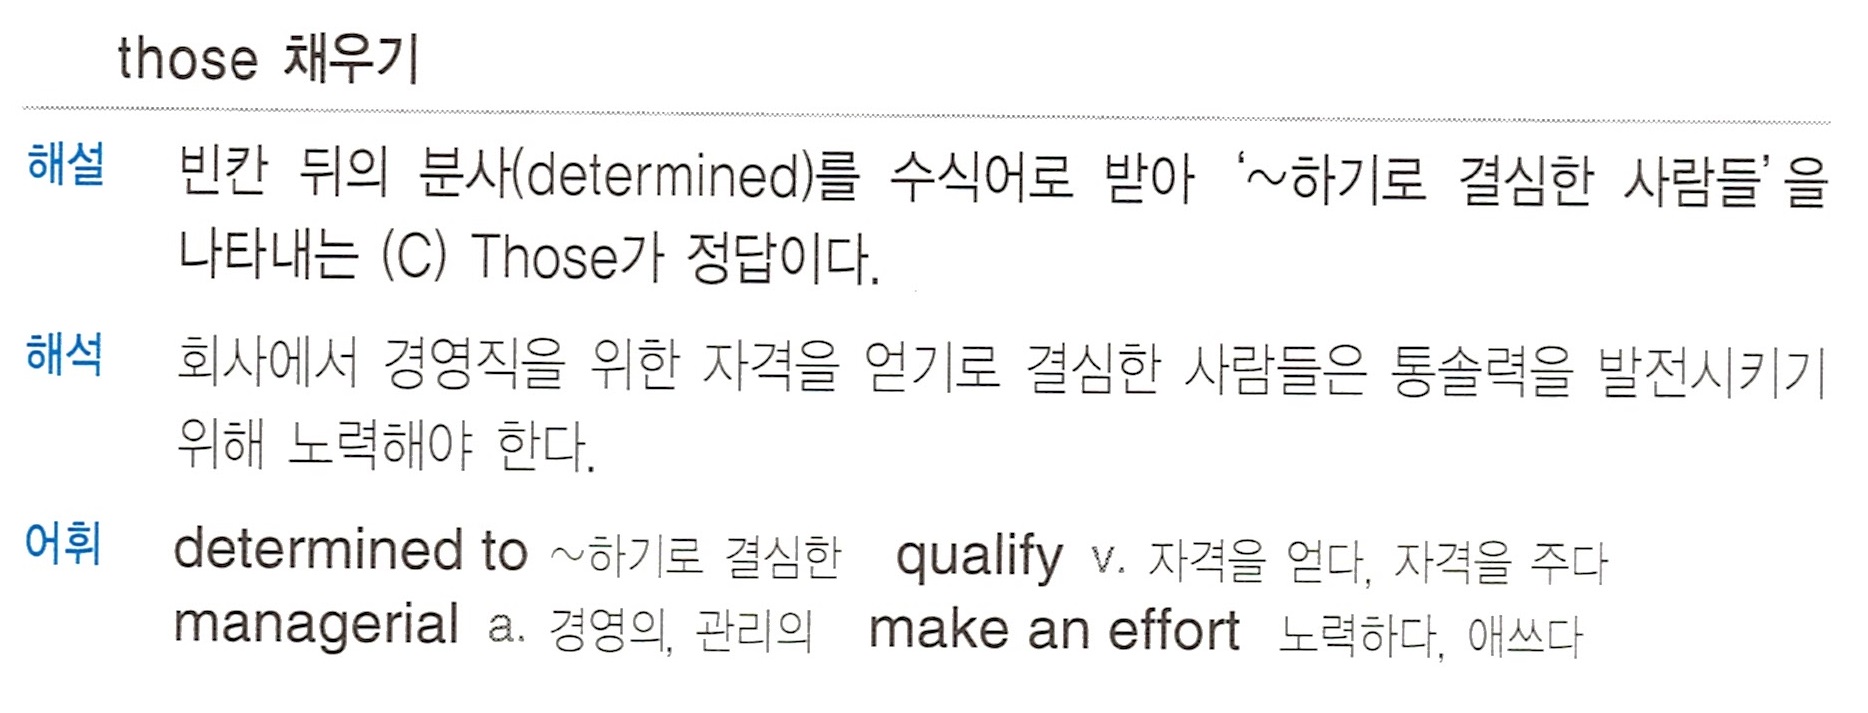 those 채우기
해설 빈칸 뒤의 분사(determined)를 수식어로 받아 ‘~하기로 결심한 사람들’을
나타내는 (C) Those가 정답이다.
해석 회사에서 경영직을 위한 자격을 얻기로 결심한 사람들은 통솔력을 발전시키기
위해 노력해야 한다.
어휘 determined to ~하기로 결심한 qualify v. 자격을 얻다, 자격을 주다
managerial a. 경영의, 관리의 make an effort 노력하다, 애쓰다